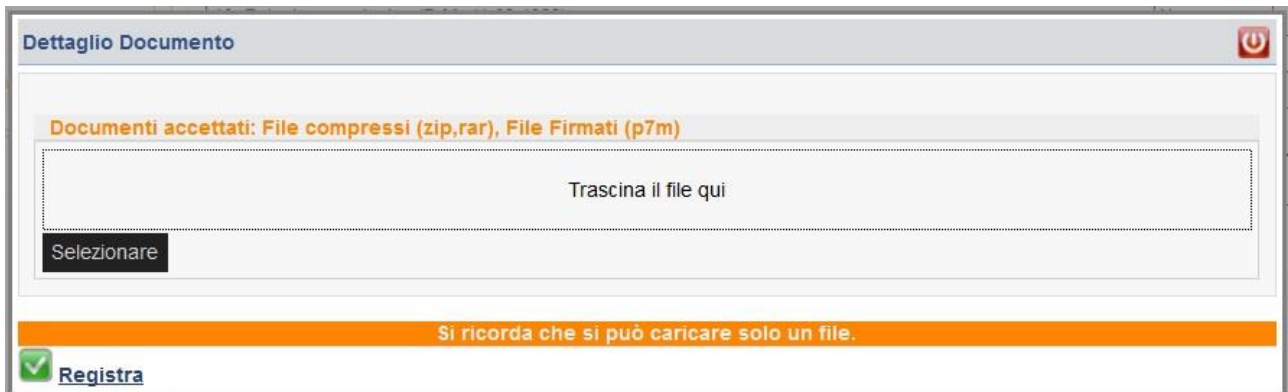 Dettaglio Documento
Documenti accettati: File compressi (zip,rar), File Firmati (p7m)
Trascina il file qui
Selezionare
Si ricorda che si può caricare solo un file.
Registra